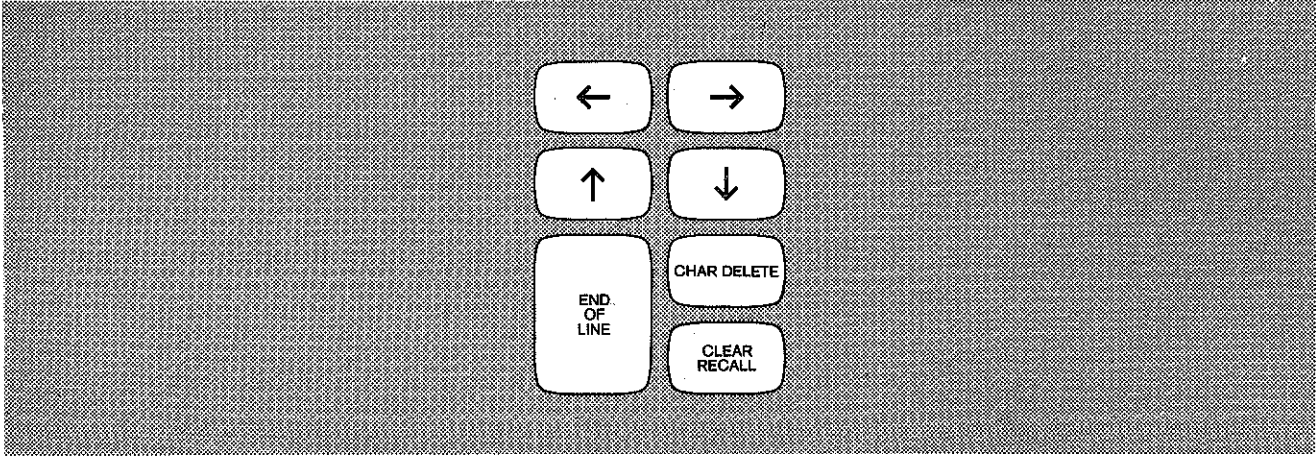 ← →
↑ ↓
CHAR DELETE
END
OF
LINE
CLEAR
RECALL